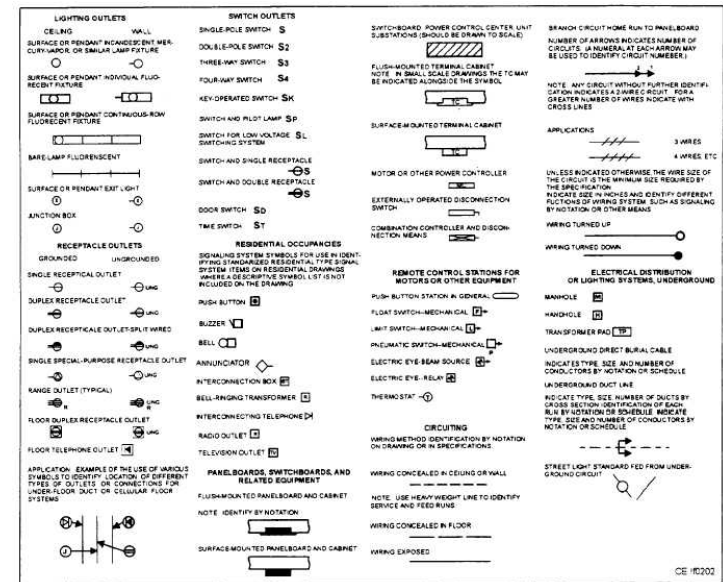 LIGHTING OUTLETS
CEILING WALL
SURFACE OR PENDANT INCANDESCENT MER-
CURY-VAPOR, OR SIMILAR LAMP FIXTURE
SURFACE OR PENDANT INDIVIDUAL FLUO-
RECENT FIXTURE
SURFACE OR PENDANT CONTINUOUS-ROW
FLUORECENT FIXTURE
BARE-LAMP FLUORENSCENT
SURFACE OR PENDANT EXIT LIGHT
X X
JUNCTION BOX
J J
RECEPTACLE OUTLETS
GROUNDED UNGROUNDED
SINGLE RECEPTICAL OUTLET
UNG
DUPLEX RECEPTACLE OUTLET
UNG
DUPLEX RECEPTICALE OUTLET-SPLIT WIRED
UNG
SINGLE SPECIAL-PURPOSE RECEPTACLE OUTLET
UNG
RANGE OUTLET (TYPICAL)
R UNG R
FLOOR DUPLEX RECEPTACLE OUTLET
UNG
FLOOR TELEPHONE OUTLET
APPLICATION: EXAMPLE OF THE USE OF VARIOUS
SYMBOLS TO IDENTIFY LOCATION OF DIFFERENT
TYPES OF OUTLETS OR CONNECTIONS FOR
UNDER-FLOOR DUCT OR CELLULAR FLOOR
SYSTEMS
J
SWITCH OUTLETS
SINGLE-POLE SWITCH S
DOUBLE-POLE SWITCH S2
THREE-WAY SWITCH S3
FOUR-WAY SWITCH S4
KEY-OPERATED SWITCH SK
SWITCH AND PILOT LAMP SP
SWITCH FOR LOW VOLTAGE SL
SWITCHING SYSTEM
SWITCH AND SINGLE RECEPTACLE
S
SWITCH AND DOUBLE RECEPTACLE
S
DOOR SWITCH SD
TIME SWITCH ST
RESIDENTIAL OCCUPANCIES
SIGNALING SYSTEM SYMBOLS FOR USE IN IDENT-
IFYING STANDARIZED RESIDENTIAL TYPE SIGNAL
SYSTEM ITEMS ON RESIDENTIAL DRAWINGS
WHERE A DESCRIPTIVE SYMBOL LIST IS NOT
INCLUDED ON THE DRAWING
PUSH BUTTON
BUZZER
BELL
ANNUNCIATOR
INTERCONNECTION BOX
BELL-RINGING TRANSFORMER
INTERCONNECTING TELEPHONE
RADIO OUTLET
TELEVISION OUTLET TV
PANELBOARDS, SWITCHBOARDS, AND
RELATED EQUIPMENT
FLUSH-MOUNTED PANELBOARD AND CABINET
NOTE IDENTIFY BY NOTATION
SURFACE-MOUNTED PANELBOARD AND CABINET
SWITCHBOARD POWER CONTROL CENTER UNIT
SUBSTATIONS (SHOULD BE DRAWN TO SCALE)
FLUSH-MOUNTED TERMINAL CABINET
NOTE IN SMALL SCALE DRAWINGS THE TC MAY
BE INDICATED ALONGSIDE THE SYMBOL
TC
SURFACE-MOUNTED TERMINAL CABINET
TC
MOTOR OR OTHER POWER CONTROLLER
MC
EXTERNALLY OPERATED DISCONNECTION
SWITCH
COMBINATION CONTROLLER AND DISCON-
NECTION MEANS
REMOTE CONTROL STATIONS FOR
MOTORS OR OTHER EQUIPMENT
PUSH BUTTON STATION IN GENERAL
FLOAT SWITCH--MECHANICAL F
LIMIT SWITCH--MECHANICAL L
PNEUMATIC SWITCH--MECHANICAL
P
ELECTRIC EYE-BEAM SOURCE
ELECTRIC EYE--RELAY
THERMOSTAT T
CIRCUITING
WIRING METHOD IDENTIFICATION BY NOTATION
ON DRAWING OR IN SPECIFICATIONS
WIRING CONCEALED IN CEILING OR WALL
NOTE: USE HEAVY WEIGHT LINE TO IDENTIFY
SERVICE AND FEED RUNS
WIRING CONCEALED IN FLOOR
WIRING EXPOSED
BRANCH CIRCUIT HOME RUN TO PANELBOARD
NUMBER OF ARROWS INDICATES NUMBER OF
CIRCUITS. (A NUMERAL AT EACH ARROW MAY
BE USED TO IDENTIFY CIRCUIT NUMBEER.)
2 1
NOTE: ANY CIRCUIT WITHOUT FURTHER IDENTIFI-
CATION INDICATES A 2-WIRE CIRCUIT. FOR A
GREATER NUMBER OF WIRES INDICATE WITH
CROSS LINES
APPLICATIONS
3 WIRES
4 WIRES, ETC
UNLESS INDICATED OTHERWISE THE WIRE SIZE OF
THE CIRCUIT IS THE MINIMUM SIZE REQUIRED BY
THE SPECIFICATION
INDICATE SIZE IN INCHES AND IDENTIFY DIFFERENT
FUCTIONS OF WIRING SYSTEM. SUCH AS SIGNALING
BY NOTATION OR OTHER MEANS
WIRING TURNED UP
WIRING TURNED DOWN
ELECTRICAL DISTRIBUTION
OR LIGHTING SYSTEMS, UNDERGROUND
MANHOLE M
HANDHOLE H
TRANSFORMER PAD TP
UNDERGROUND DIRECT BURIAL CABLE
INDICATES TYPE, SIZE AND NUMBER OF
CONDUCTORS BY NOTATION OR SCHEDULE
UNDERGROUND DUCT LINE
INDICATE TYPE, SIZE, NUMBER OF DUCTS BY
CROSS SECTION IDENTIFICATION OF EACH
RUN BY NOTATION OR SCHEDULE. INDICATE
TYPE, SIZE AND NUMBER OF CONDUCTORS BY
NOTATION OR SCHEDULE
STREET LIGHT STANDARD FED FROM UNDER-
GROUND CIRCUIT